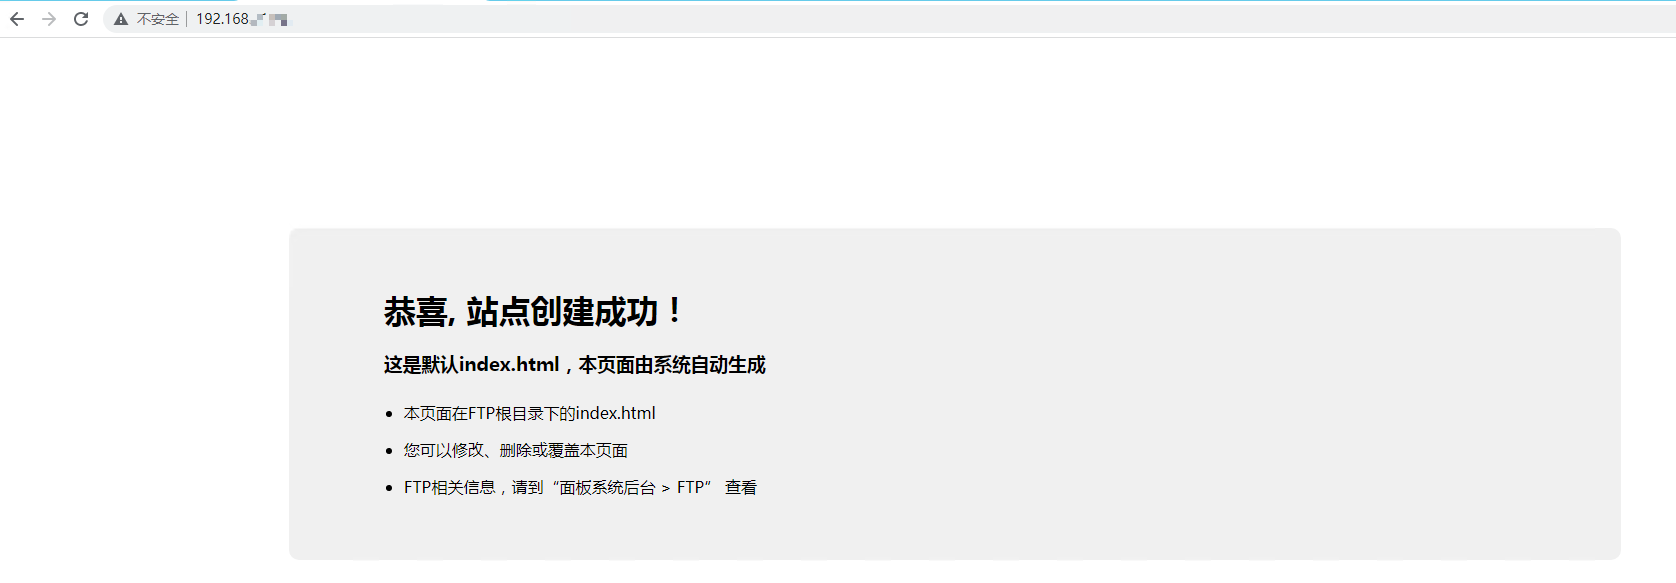 不安全 | 192.168.
恭喜, 站点创建成功！
这是默认index.html，本页面由系统自动生成
本页面在FTP根目录下的index.html
您可以修改、删除或覆盖本页面
FTP相关信息，请到“面板系统后台 > FTP” 查看